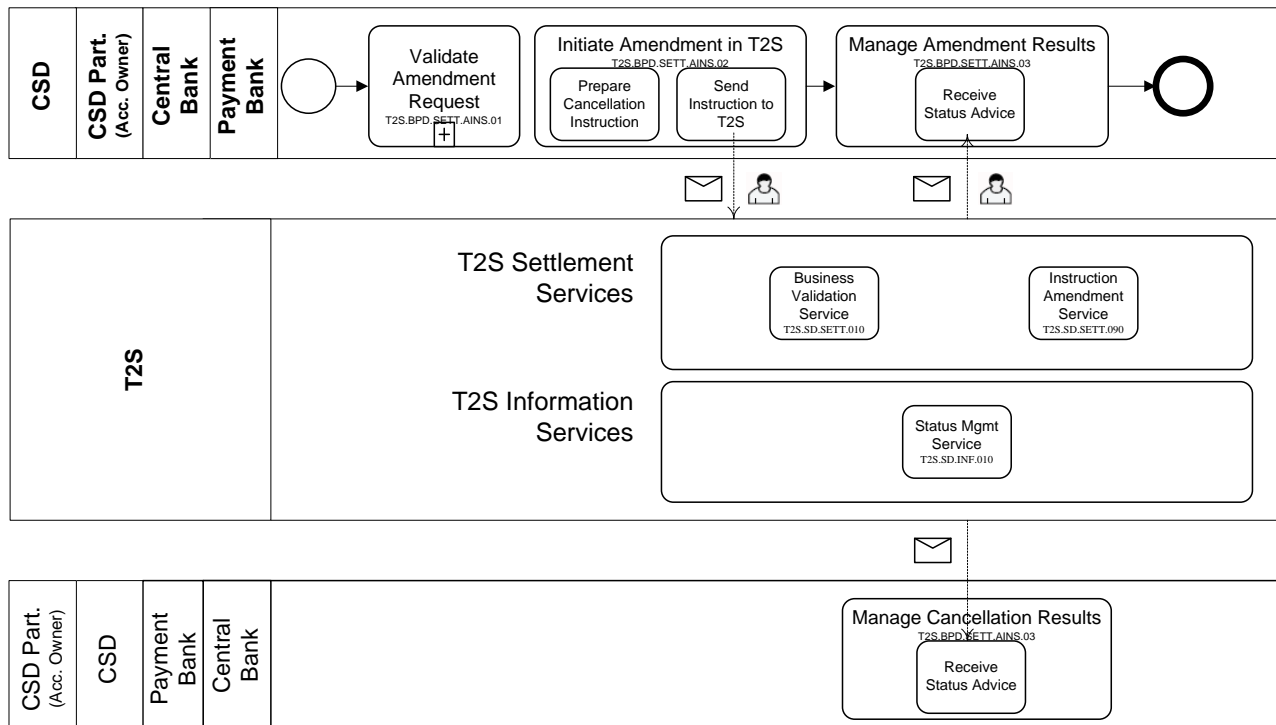 CSD
CSD Part.
(Acc. Owner)
Central
Bank
Payment
Bank
Validate
Amendment
Request
T2S.BPD.SETT.AINS.01
Initiate Amendment in T2S
T2S.BPD.SETT.AINS.02
Prepare
Cancellation
Instruction
Send
Instruction to
T2S
Manage Amendment Results
T2S.BPD.SETT.AINS.03
Receive
Status Advice
T2S
T2S Settlement
Services
Business
Validation
Service
T2S.SD.SETT.010
Instruction
Amendment
Service
T2S.SD.SETT.090
T2S Information
Services
Status Mgmt
Service
T2S.SD.INF.010
CSD Part.
(Acc. Owner)
CSD
Payment
Bank
Central
Bank
Manage Cancellation Results
T2S.BPD.SETT.AINS.03
Receive
Status Advice